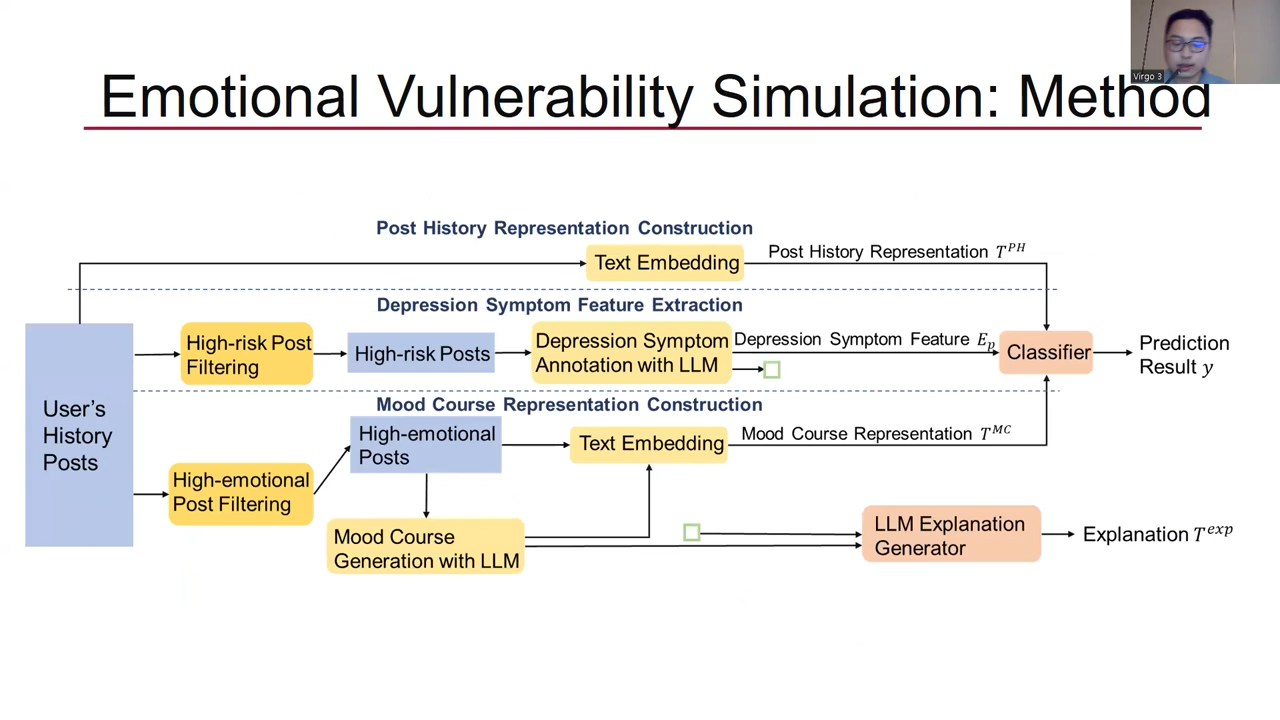 Virgo 3
Emotional Vulnerability Simulation: Method
Post History Representation Construction
Text Embedding
Post History Representation T^PH
Depression Symptom Feature Extraction
High-risk Post
Filtering
High-risk Posts
Depression Symptom
Annotation with LLM
Depression Symptom Feature E_p
Classifier
Prediction
Result y
User's
History
Posts
Mood Course Representation Construction
High-emotional
Posts
Text Embedding
Mood Course Representation T^MC
High-emotional
Post Filtering
Mood Course
Generation with LLM
LLM Explanation
Generator
Explanation T^exp